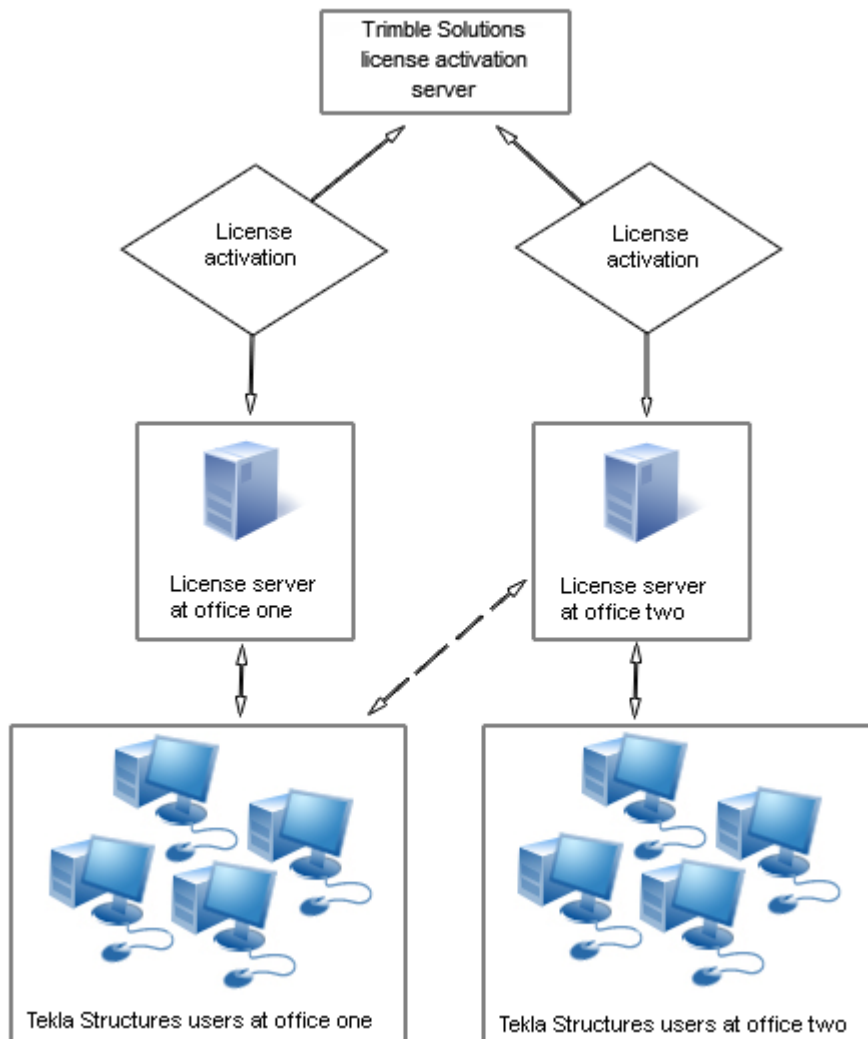 Trimble Solutions
license activation
server
License
activation
License
activation
License server
at office one
License server
at office two
Tekla Structures users at office one
Tekla Structures users at office two